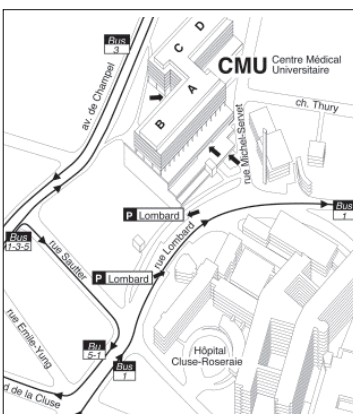 Bus
3
av. de Champel
C
D
A
B
CMU
Centre Médical
Universitaire
ch. Thury
rue Michel-Servet
P Lombard
Bus
1
rue Lombard
P Lombard
Bus
1-3-5
rue Sautter
rue Emile-Yung
Hôpital
Cluse-Roseraie
Bu
5-1
Bus
1
d de la Cluse